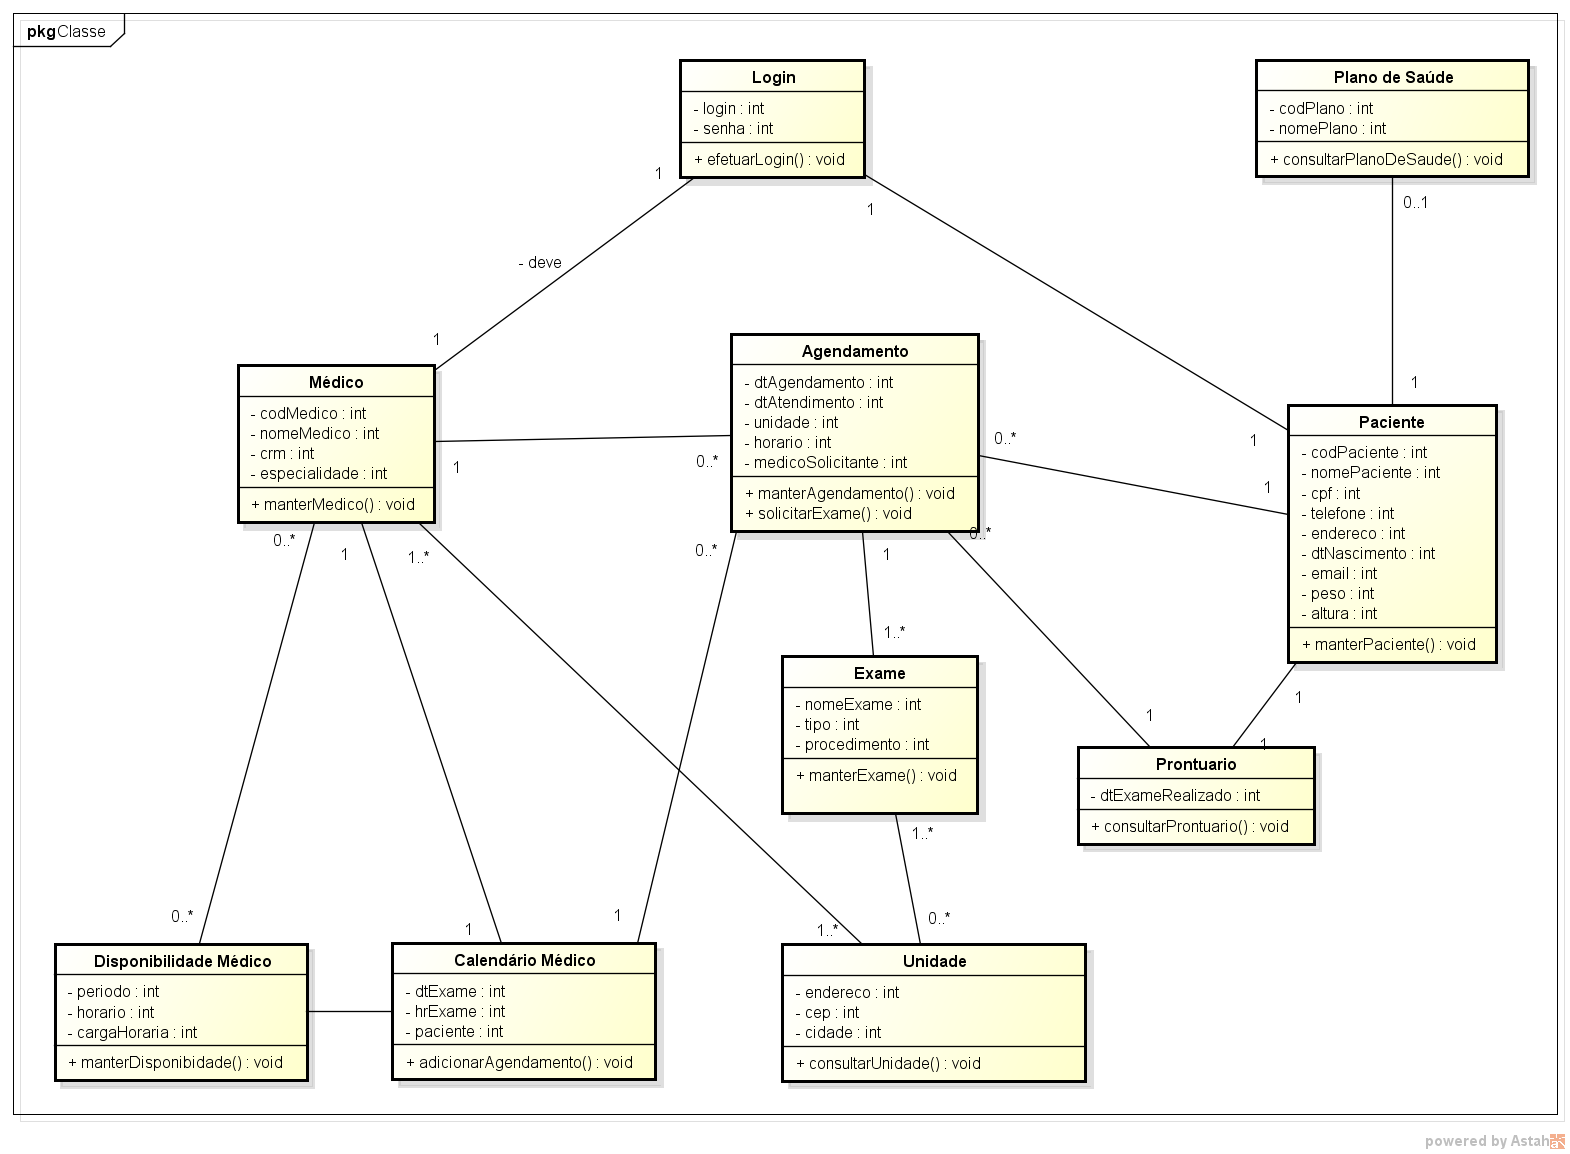 pkg Classe
Login
- login : int
- senha : int
+ efetuarLogin() : void
Plano de Saúde
- codPlano : int
- nomePlano : int
+ consultarPlanoDeSaude() : void
1
1
0..1
- deve
1
1
1
Médico
- codMedico : int
- nomeMedico : int
- crm : int
- especialidade : int
+ manterMedico() : void
Agendamento
- dtAgendamento : int
- dtAtendimento : int
- unidade : int
- horario : int
- medicoSolicitante : int
+ manterAgendamento() : void
+ solicitarExame() : void
Paciente
- codPaciente : int
- nomePaciente : int
- cpf : int
- telefone : int
- endereco : int
- dtNascimento : int
- email : int
- peso : int
- altura : int
+ manterPaciente() : void
1
0..*
0..*
1
0..*
1
1..*
0..*
1
0..*
1..*
Exame
- nomeExame : int
- tipo : int
- procedimento : int
+ manterExame() : void
1
1
1
Prontuario
- dtExameRealizado : int
+ consultarProntuario() : void
1..*
0..*
1
1
1..*
0..*
Disponibilidade Médico
- periodo : int
- horario : int
- cargaHoraria : int
+ manterDisponibidade() : void
Calendário Médico
- dtExame : int
- hrExame : int
- paciente : int
+ adicionarAgendamento() : void
Unidade
- endereco : int
- cep : int
- cidade : int
+ consultarUnidade() : void
powered by Astah